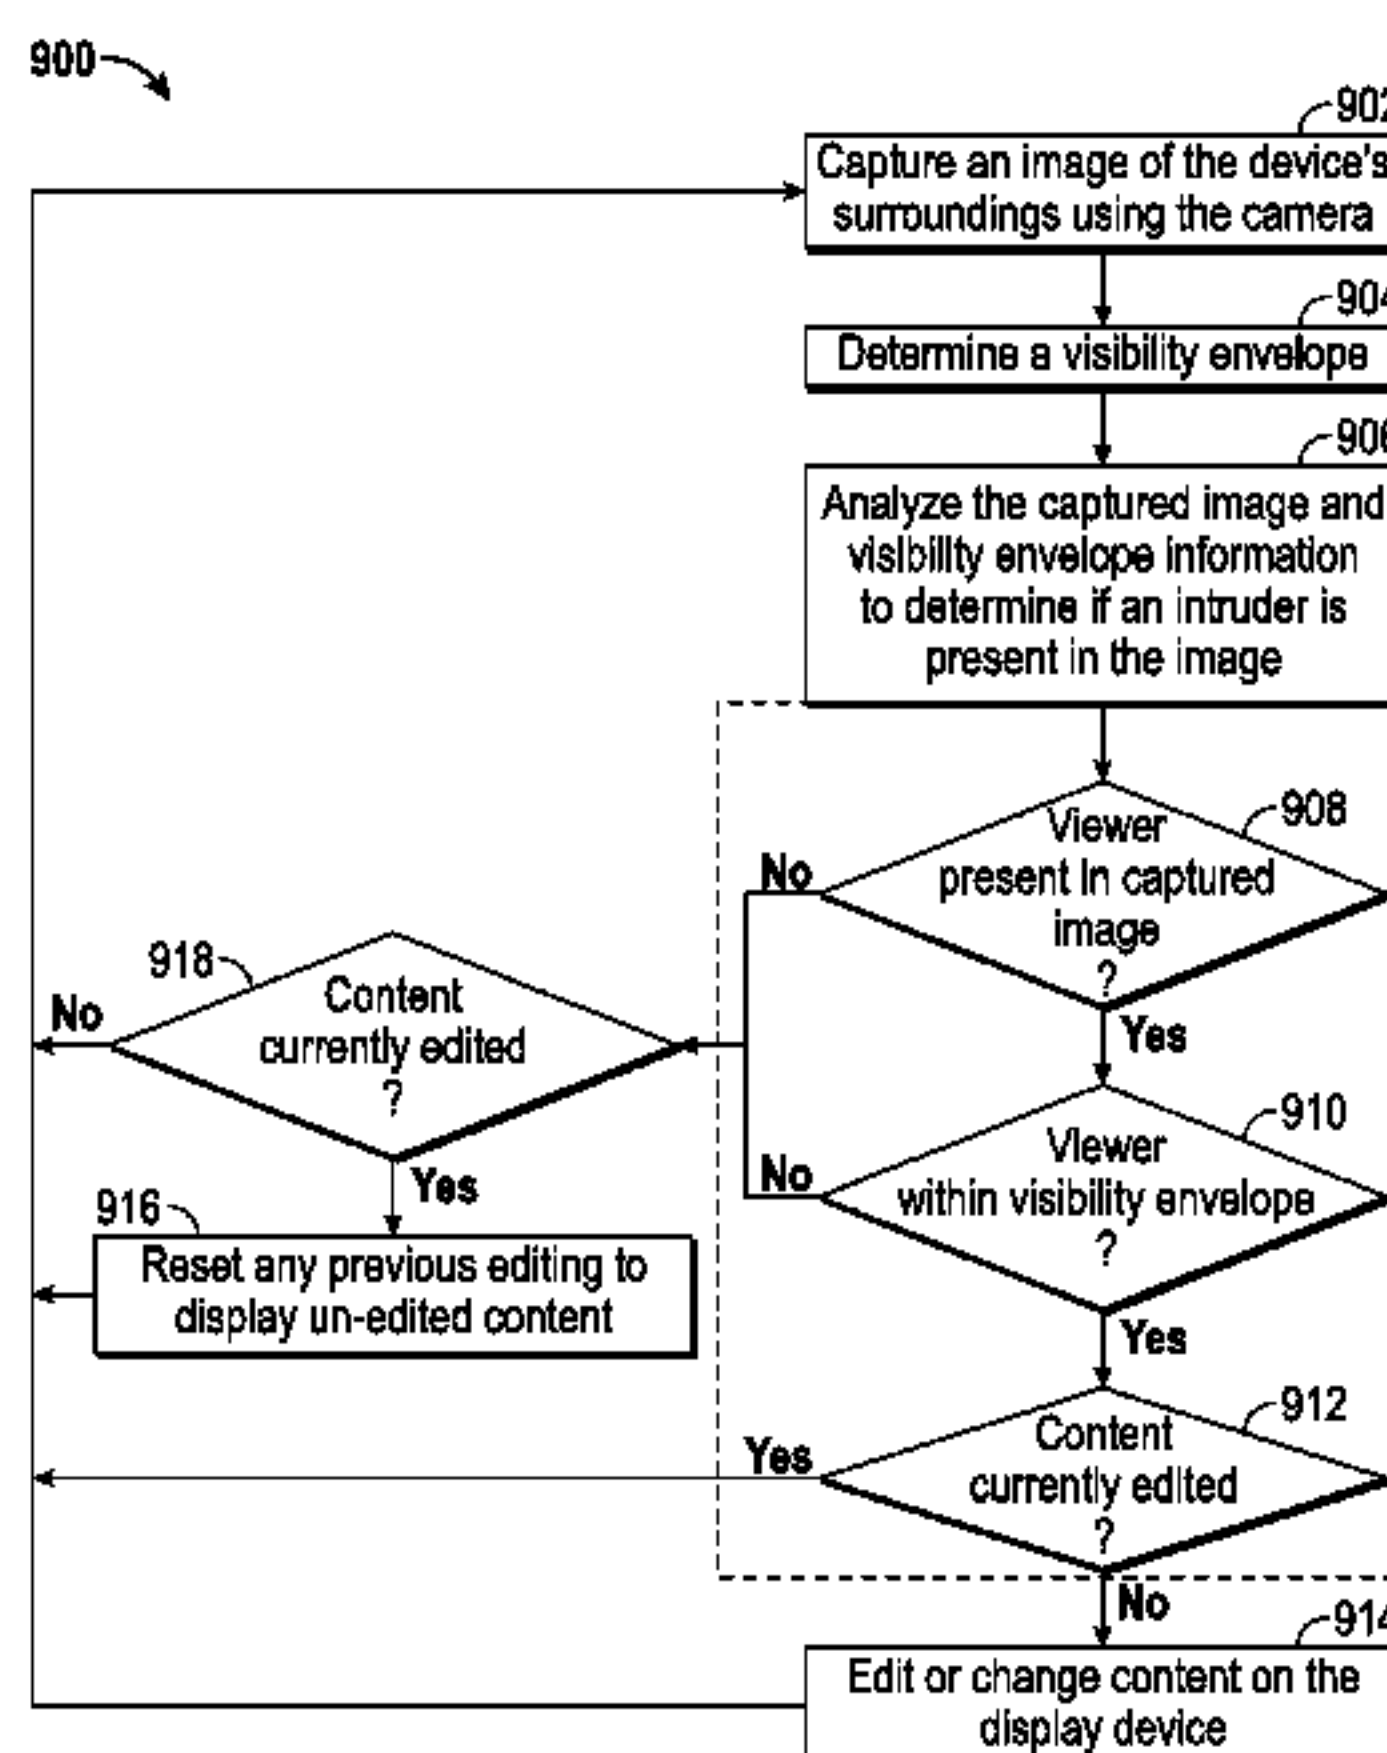 900
902
Capture an image of the device's
surroundings using the camera
904
Determine a visibility envelope
906
Analyze the captured image and
visibility envelope information
to determine if an intruder is
present in the image
908
Viewer
present in captured
image
?
No
Yes
918
Content
currently edited
?
No
Yes
910
Viewer
within visibility envelope
?
No
Yes
916
Reset any previous editing to
display un-edited content
912
Content
currently edited
?
Yes
No
914
Edit or change content on the
display device